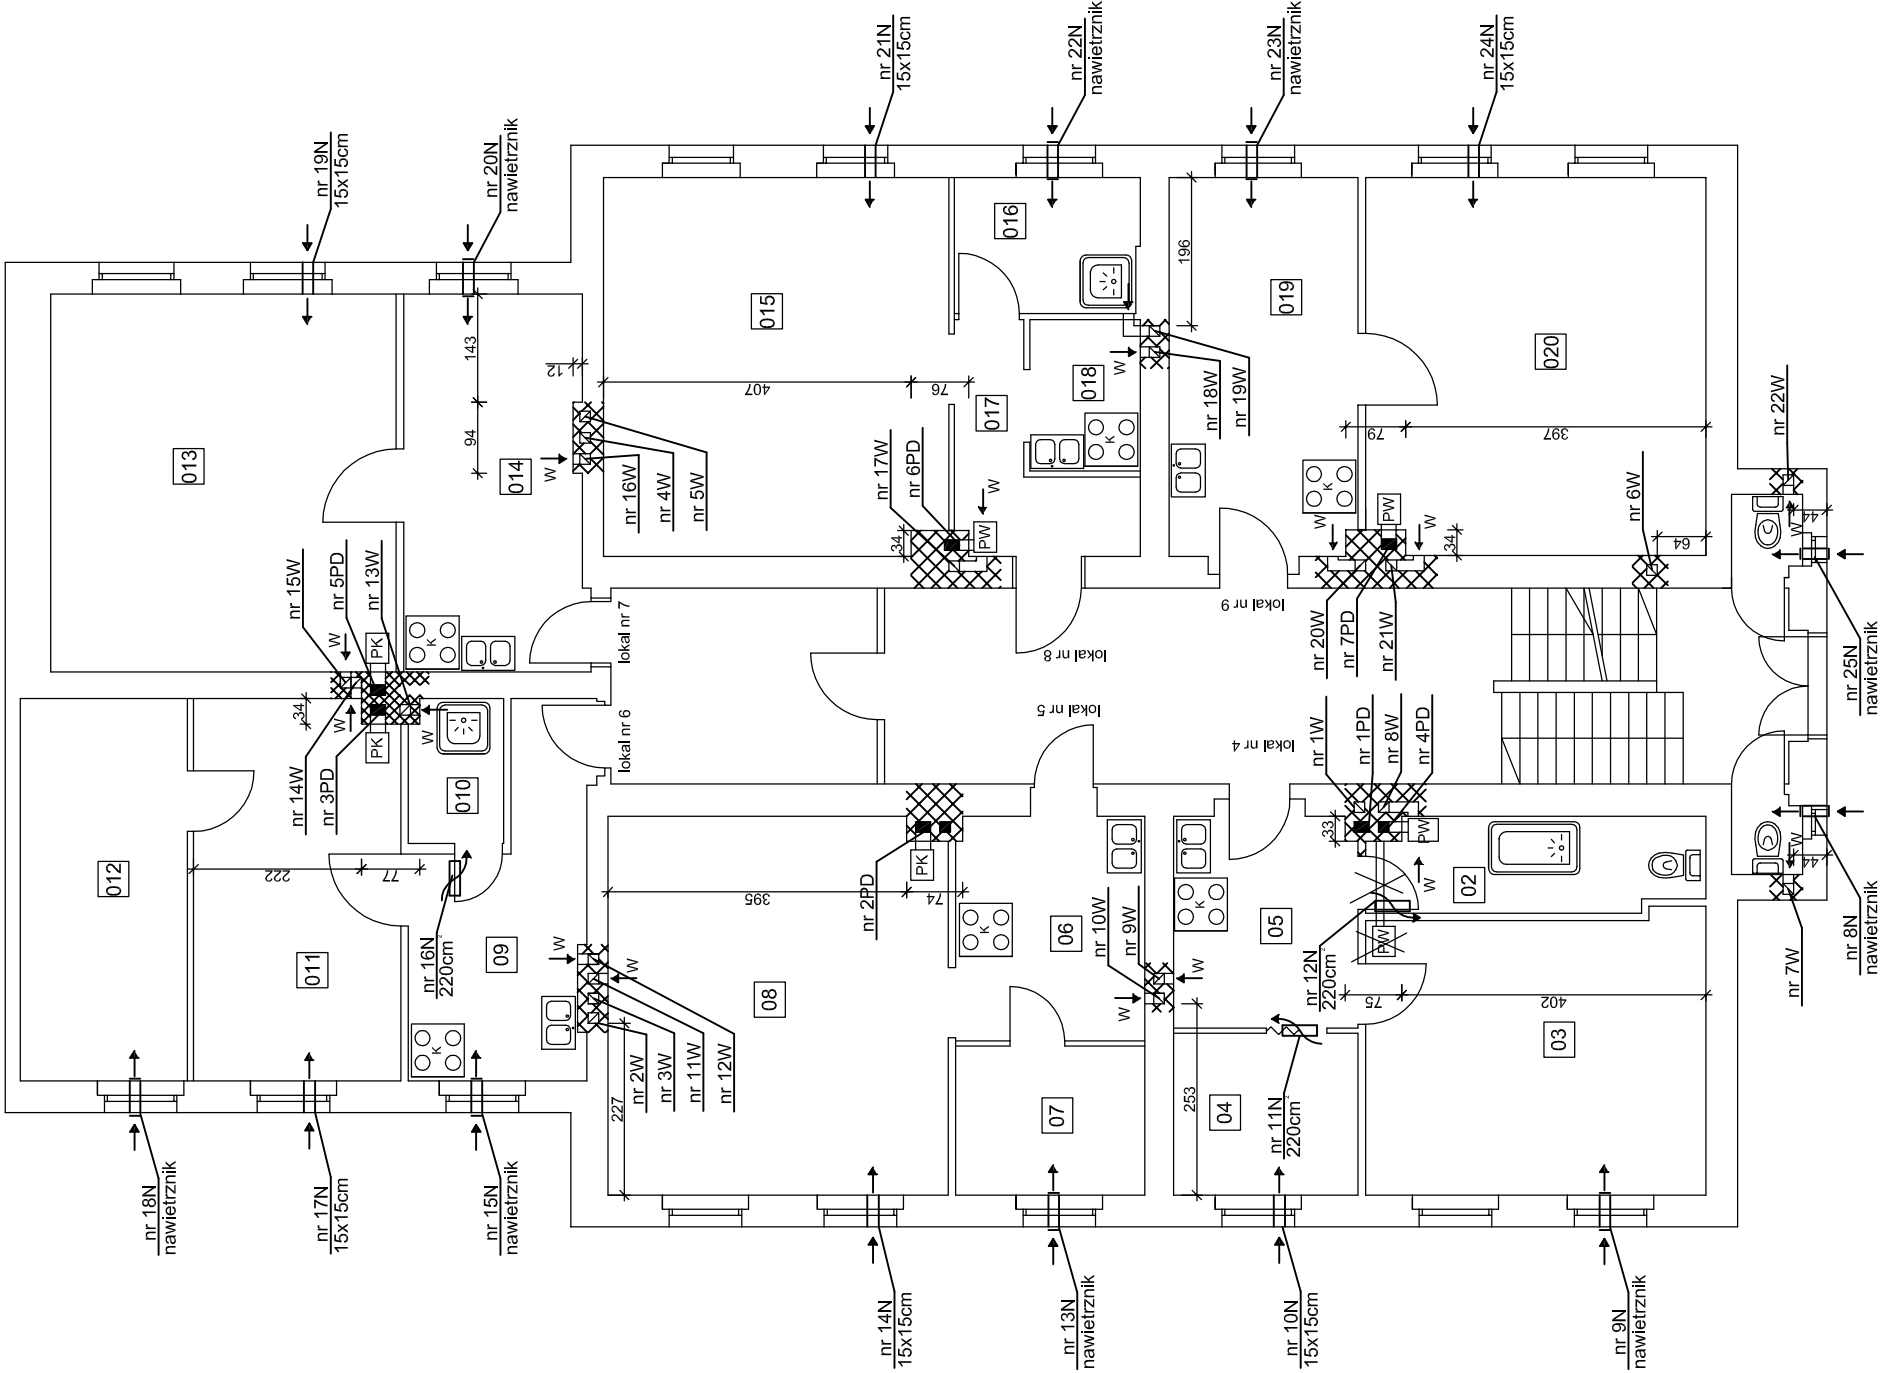 nr 19N
15x15cm
nr 20N
nawietrznik
nr 21N
15x15cm
nr 22N
nawietrznik
nr 23N
nawietrznik
nr 24N
15x15cm
013
014
143
94
12
W
nr 15W
nr 5PD
nr 13W
W
PK
K
34
W
nr 14W
nr 3PD
PK
W
010
012
222
77
011
nr 16N
220cm²
09
K
W
nr 18N
nawietrznik
nr 17N
15x15cm
nr 15N
nawietrznik
lokal nr 7
lokal nr 6
015
407
76
nr 16W
nr 4W
nr 5W
016
017
018
K
W
nr 17W
nr 6PD
34
PW
W
nr 18W
nr 19W
lokal nr 8
lokal nr 5
196
019
K
W
PW
W
34
79
397
020
lokal nr 9
lokal nr 4
nr 20W
nr 7PD
nr 21W
nr 6W
64
nr 22W
W
44
nr 25N
nawietrznik
nr 1W
nr 1PD
nr 8W
nr 4PD
33
PW
W
02
W
44
nr 8N
nawietrznik
nr 7W
08
395
74
nr 2PD
PK
W
227
nr 2W
nr 3W
nr 11W
nr 12W
K
06
nr 10W
nr 9W
W
W
07
05
K
253
04
nr 11N
220cm²
nr 12N
220cm²
PW
75
402
03
nr 14N
15x15cm
nr 13N
nawietrznik
nr 10N
15x15cm
nr 9N
nawietrznik